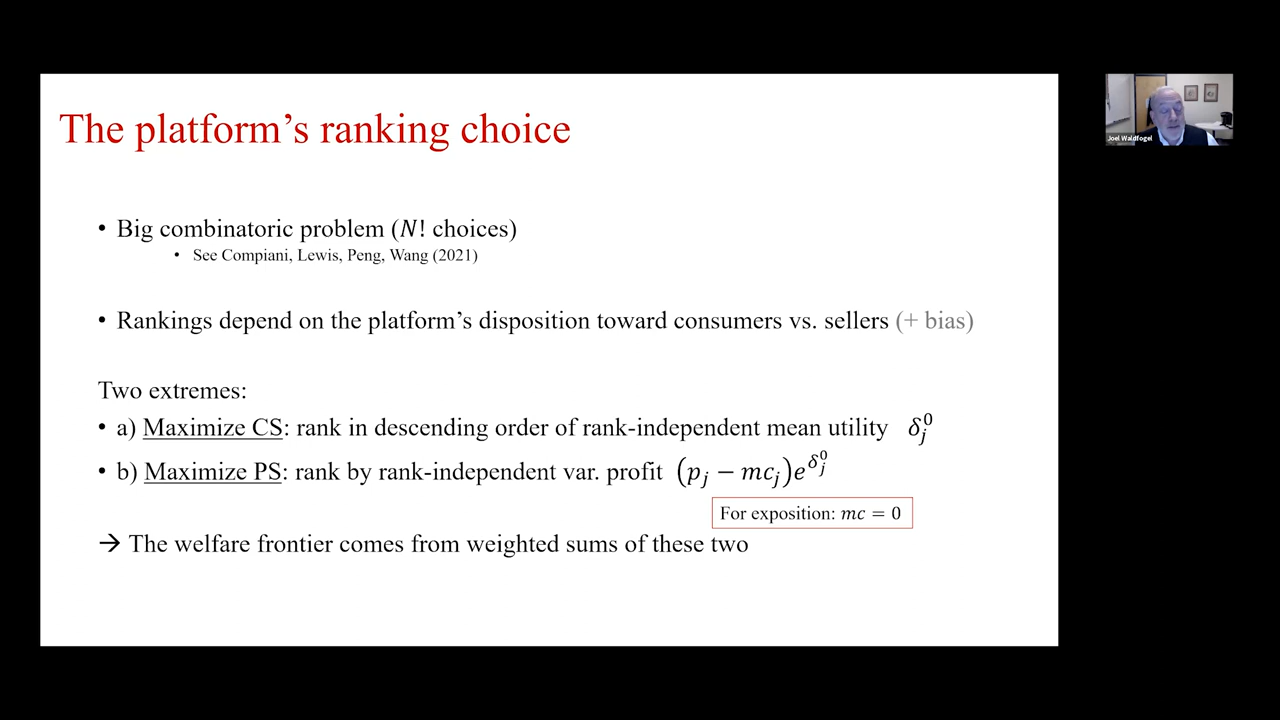 The platform’s ranking choice
• Big combinatoric problem (N! choices)
• See Compiani, Lewis, Peng, Wang (2021)
• Rankings depend on the platform’s disposition toward consumers vs. sellers (+ bias)
Two extremes:
• a) Maximize CS: rank in descending order of rank-independent mean utility δ_j^0
• b) Maximize PS: rank by rank-independent var. profit (p_j − mc_j)e^{δ_j^0}
For exposition: mc = 0
→ The welfare frontier comes from weighted sums of these two
Joel Waldfogel